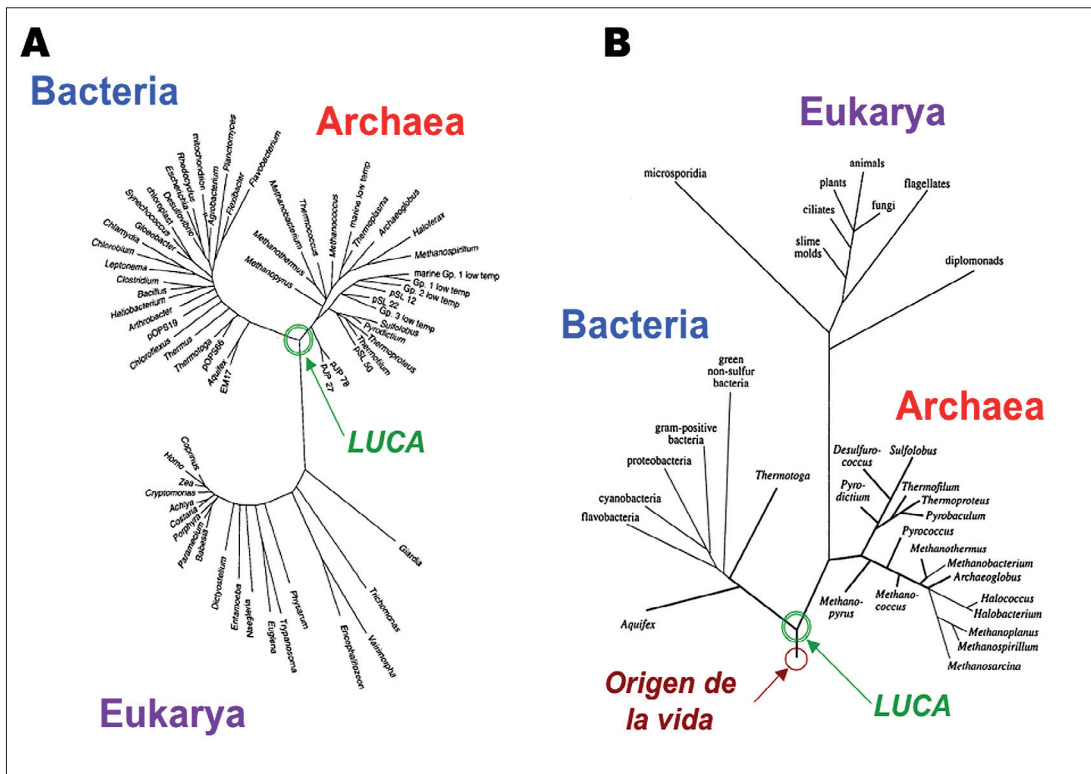 A
Bacteria
Archaea
Flavobacterium
Flexibacter
Planctomyces
Agrobacterium
mitochondrion
Rhodocyclus
Escherichia
Desulfovibrio
chloroplast
Synechococcus
Gloeobacter
Chlamydia
Chlorobium
Leptonema
Clostridium
Bacillus
Heliobacterium
Arthrobacter
pOPS19
Chloroflexus
Thermus
Thermotoga
pOPS66
Aquifex
EM17
Methanopyrus
Methanothermus
Methanobacterium
Thermococcus
Methanococcus
marine low temp
Thermoplasma
Archaeoglobus
Haloferax
Methanospirillum
marine Gp. 1 low temp
Gp. 1 low temp
Gp. 2 low temp
pSL 12
pSL 22
Gp. 3 low temp
Sulfolobus
Pyrodictium
Thermoproteus
Thermofilum
pSL 50
pJP 78
pJP 27
LUCA
Coprinus
Homo
Zea
Cryptomonas
Achlya
Costaria
Porphyra
Paramecium
Babesia
Dictyostelium
Entamoeba
Naegleria
Euglena
Trypanosoma
Physarum
Encephalitozoon
Vairimorpha
Trichomonas
Giardia
Eukarya
B
Eukarya
microsporidia
animals
plants
fungi
flagellates
ciliates
slime
molds
diplomonads
Bacteria
green
non-sulfur
bacteria
gram-positive
bacteria
proteobacteria
Thermotoga
cyanobacteria
flavobacteria
Aquifex
Archaea
Desulfuro-
coccus
Sulfolobus
Pyro-
dictium
Thermofilum
Thermoproteus
Pyrobaculum
Pyrococcus
Methanothermus
Methanobacterium
Archaeoglobus
Methano-
pyrus
Methano-
coccus
Halococcus
Halobacterium
Methanoplanus
Methanospirillum
Methanosarcina
Origen de
la vida
LUCA